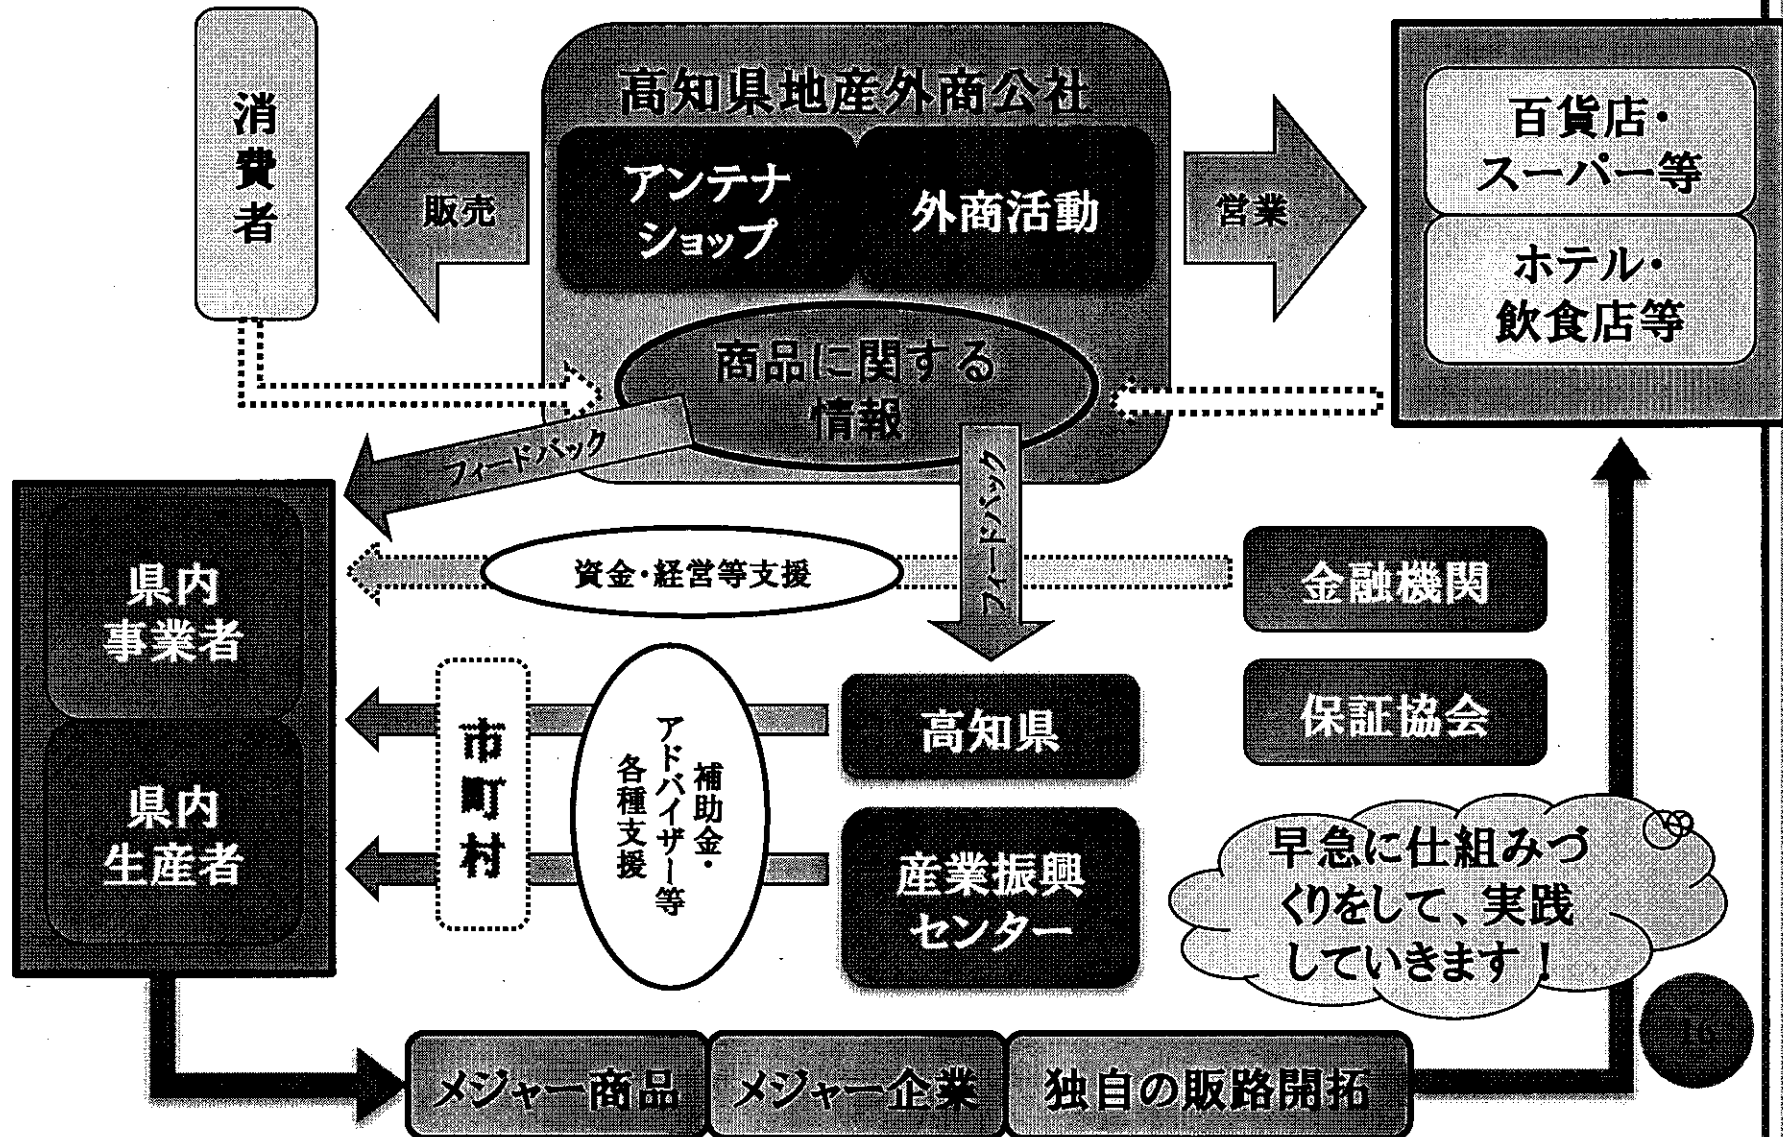 高知県地産外商公社
消費者
販売
アンテナ
ショップ
外商活動
営業
百貨店・
スーパー等
ホテル・
飲食店等
商品に関する
情報
フィードバック
フィードバック
県内
事業者
県内
生産者
資金・経営等支援
金融機関
保証協会
市町村
補助金・
アドバイザー等
各種支援
高知県
産業振興
センター
早急に仕組みづ
くりをして、実践
していきます！
メジャー商品
メジャー企業
独自の販路開拓
16